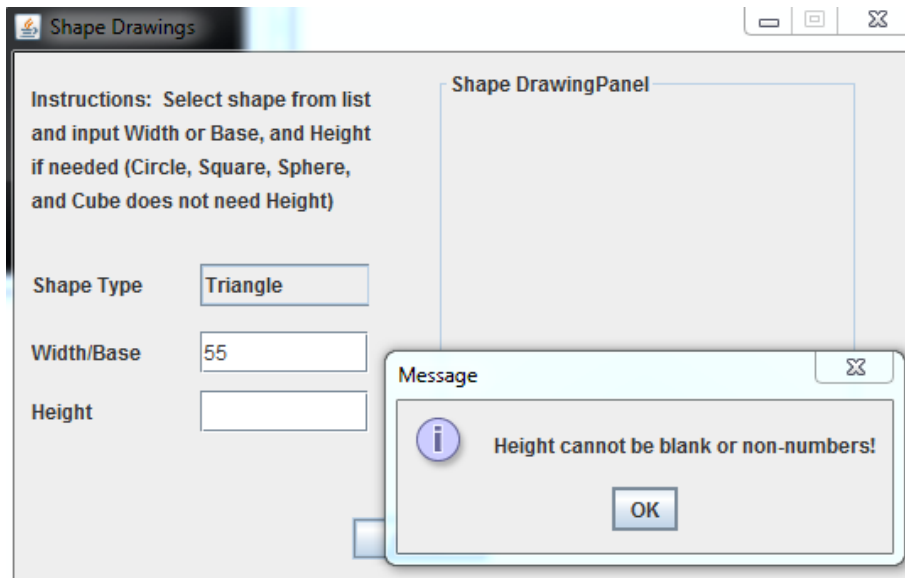 Shape Drawings
Instructions:  Select shape from list
and input Width or Base, and Height
if needed (Circle, Square, Sphere,
and Cube does not need Height)
Shape DrawingPanel
Shape Type
Triangle
Width/Base
55
Height
Message
i
Height cannot be blank or non-numbers!
OK